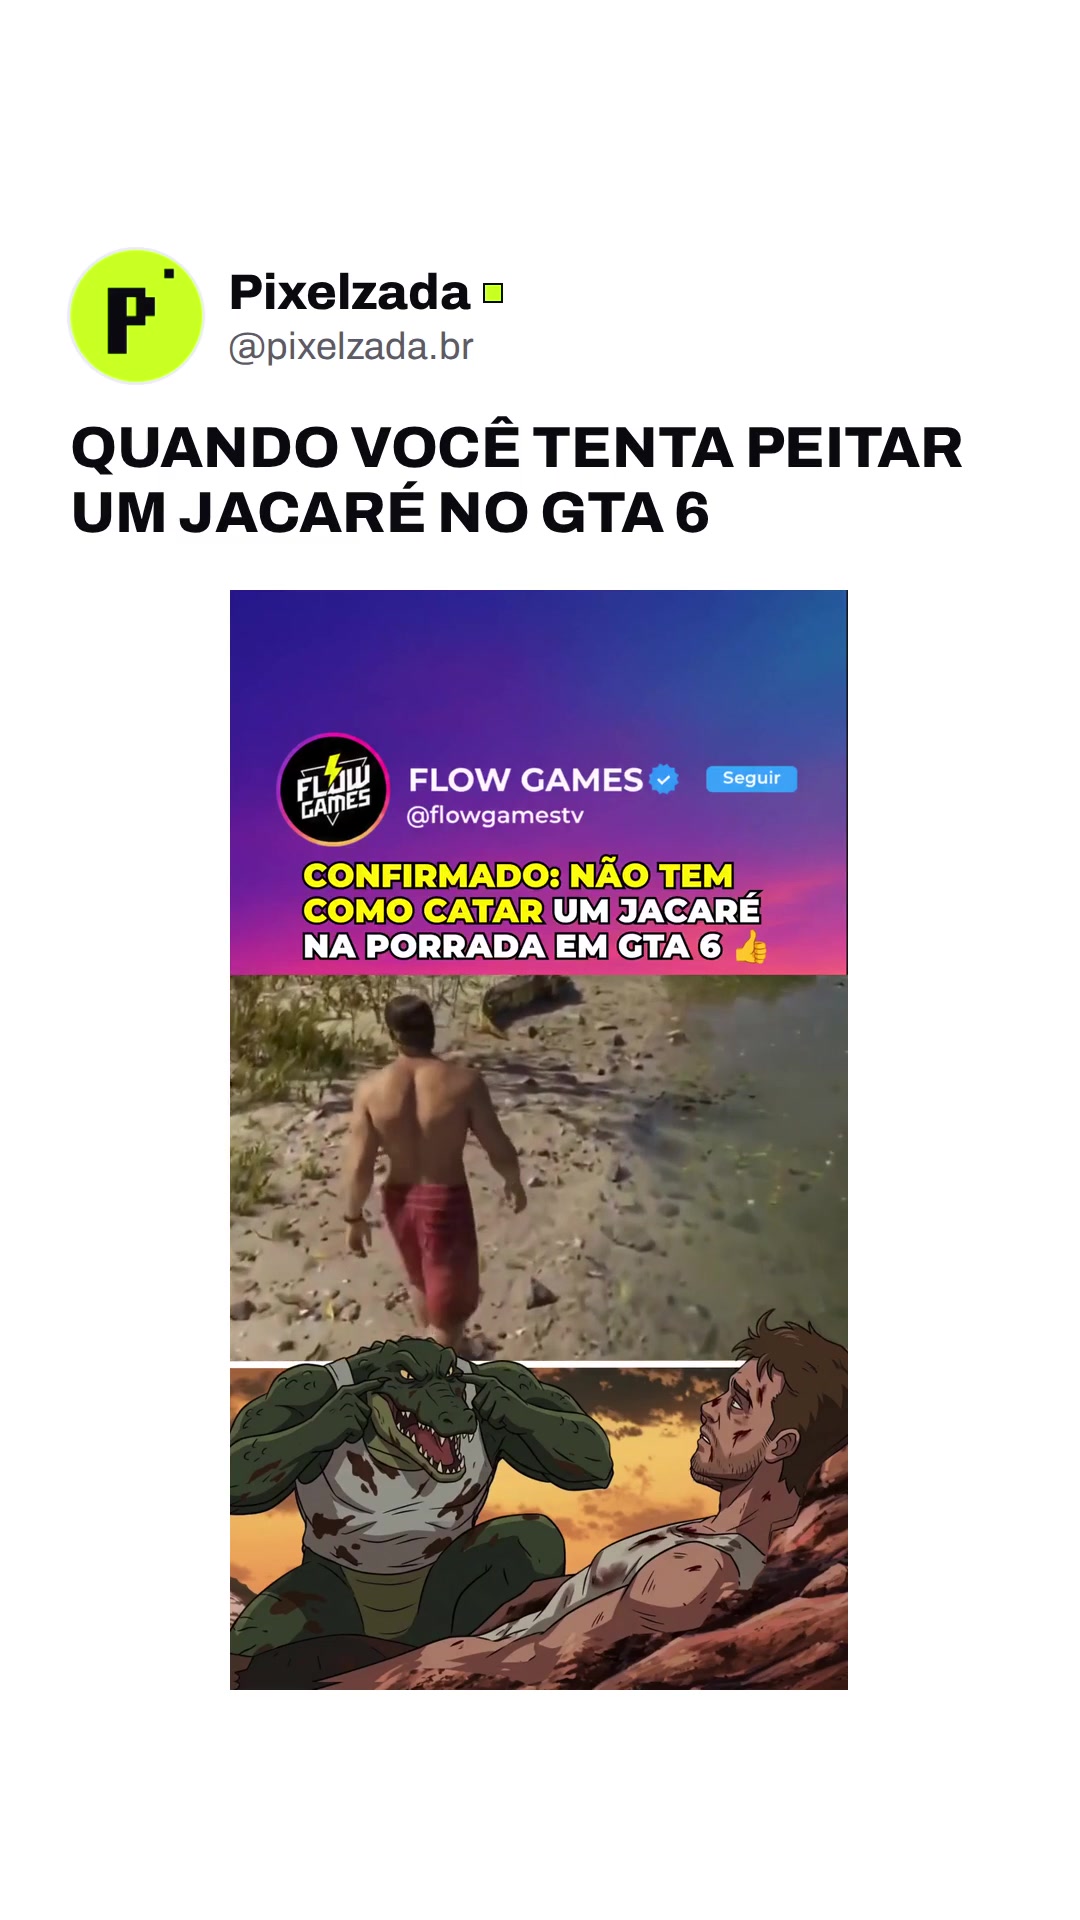 P
Pixelzada
@pixelzada.br
QUANDO VOCÊ TENTA PEITAR
UM JACARÉ NO GTA 6
FLOW
GAMES
FLOW GAMES
Seguir
@flowgamestv
CONFIRMADO: NÃO TEM
COMO CATAR UM JACARÉ
NA PORRADA EM GTA 6 👍